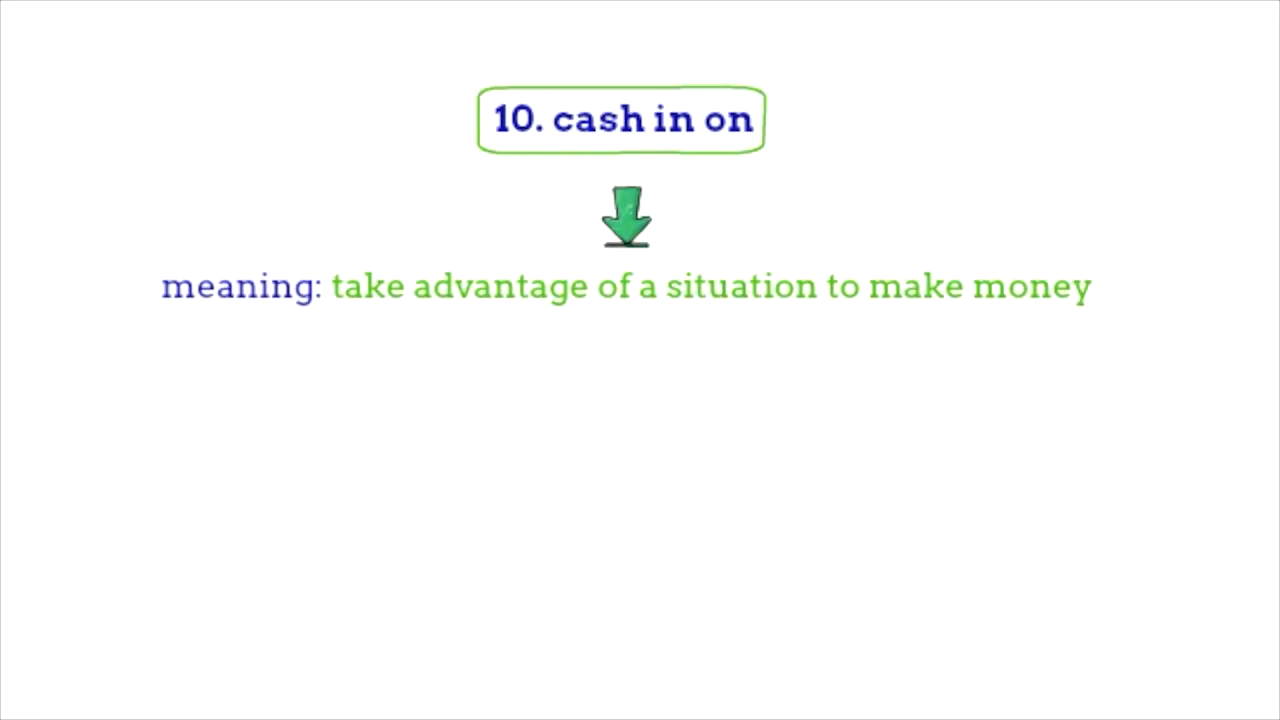 10. cash in on
meaning: take advantage of a situation to make money